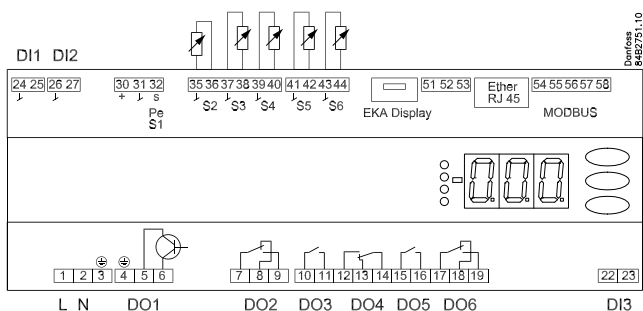 Danfoss
84B2751.10
DI1 DI2
24 25 26 27 30 31 32 35 36 37 38 39 40 41 42 43 44 51 52 53 54 55 56 57 58
+ s
Pe
S1
S2 S3 S4 S5 S6
EKA Display
Ether
RJ 45
MODBUS
000
1 2 3 4 5 6 7 8 9 10 11 12 13 14 15 16 17 18 19 22 23
L N DO1 DO2 DO3 DO4 DO5 DO6 DI3